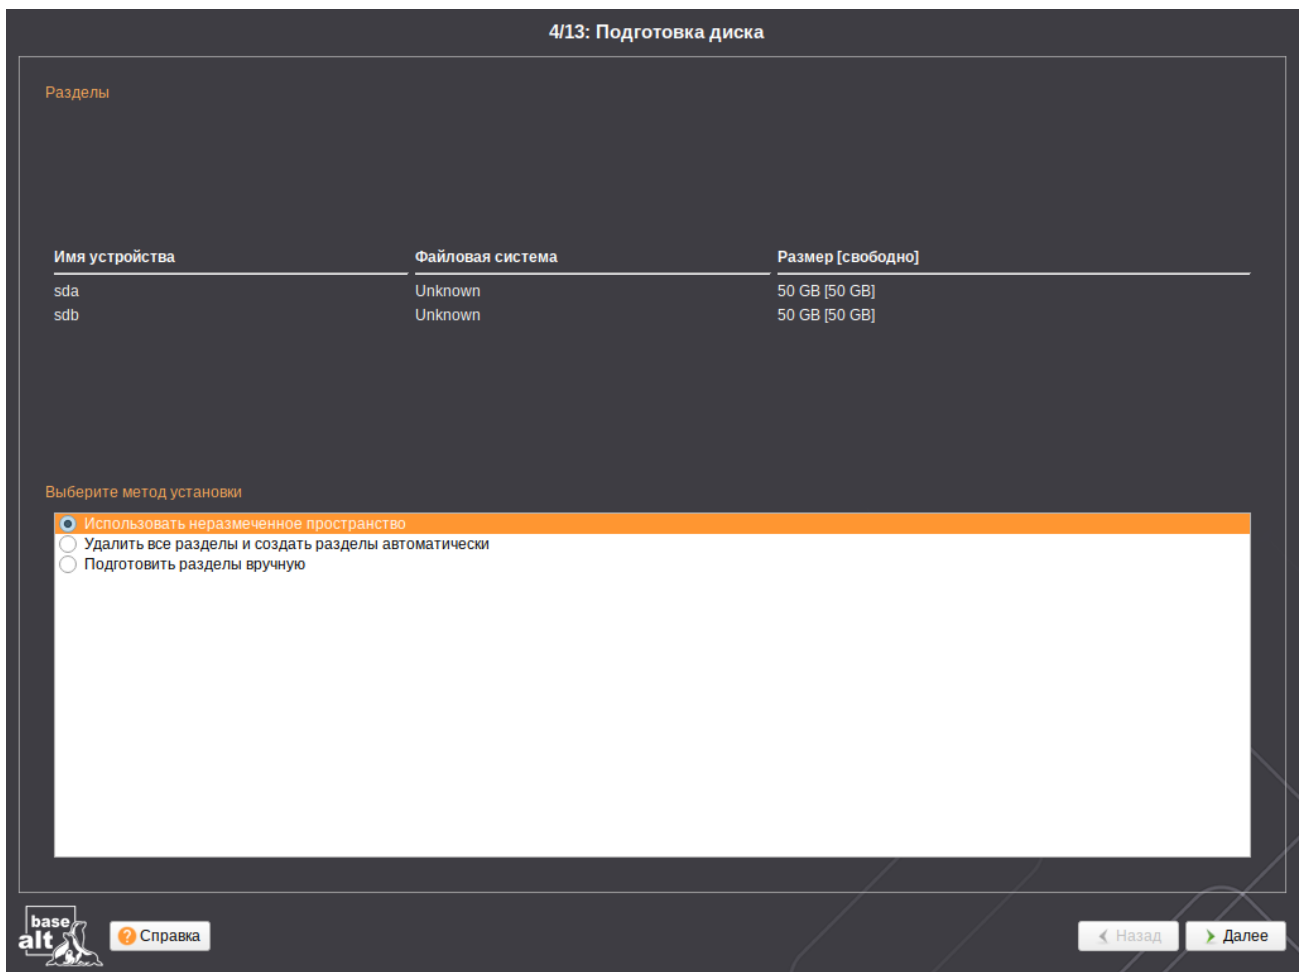 4/13: Подготовка диска
Разделы
Имя устройства Файловая система Размер [свободно]
sda Unknown 50 GB [50 GB]
sdb Unknown 50 GB [50 GB]
Выберите метод установки
Использовать неразмеченное пространство
Удалить все разделы и создать разделы автоматически
Подготовить разделы вручную
base
alt
Справка Назад Далее